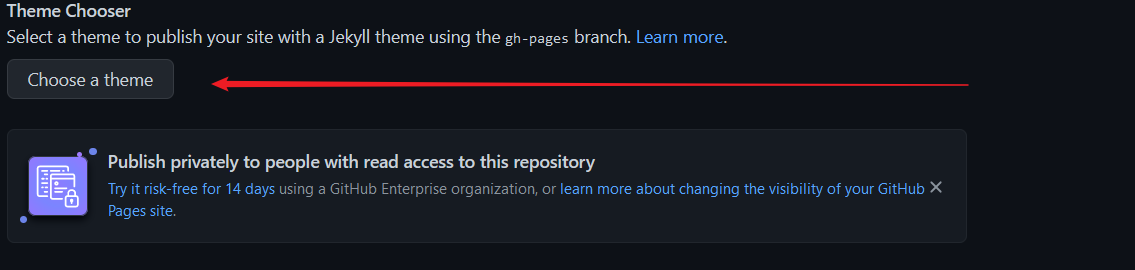 Theme Chooser
Select a theme to publish your site with a Jekyll theme using the gh-pages branch. Learn more.
Choose a theme
Publish privately to people with read access to this repository
Try it risk-free for 14 days using a GitHub Enterprise organization, or learn more about changing the visibility of your GitHub
Pages site.